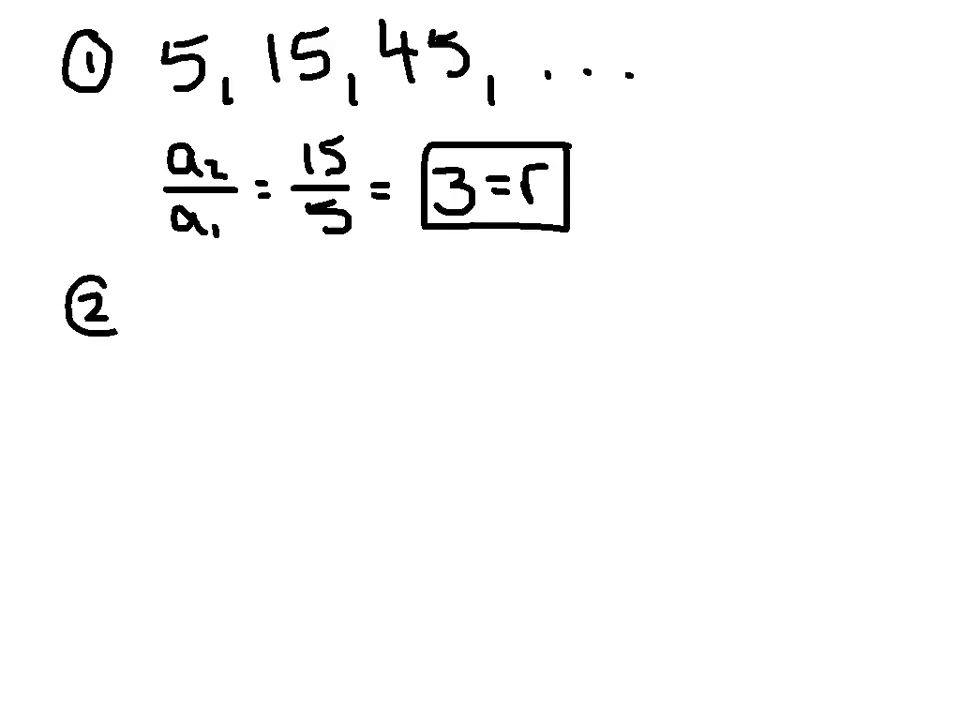 ① 5, 15, 45, ...
a₂/a₁ = 15/5 = 3 = r
②